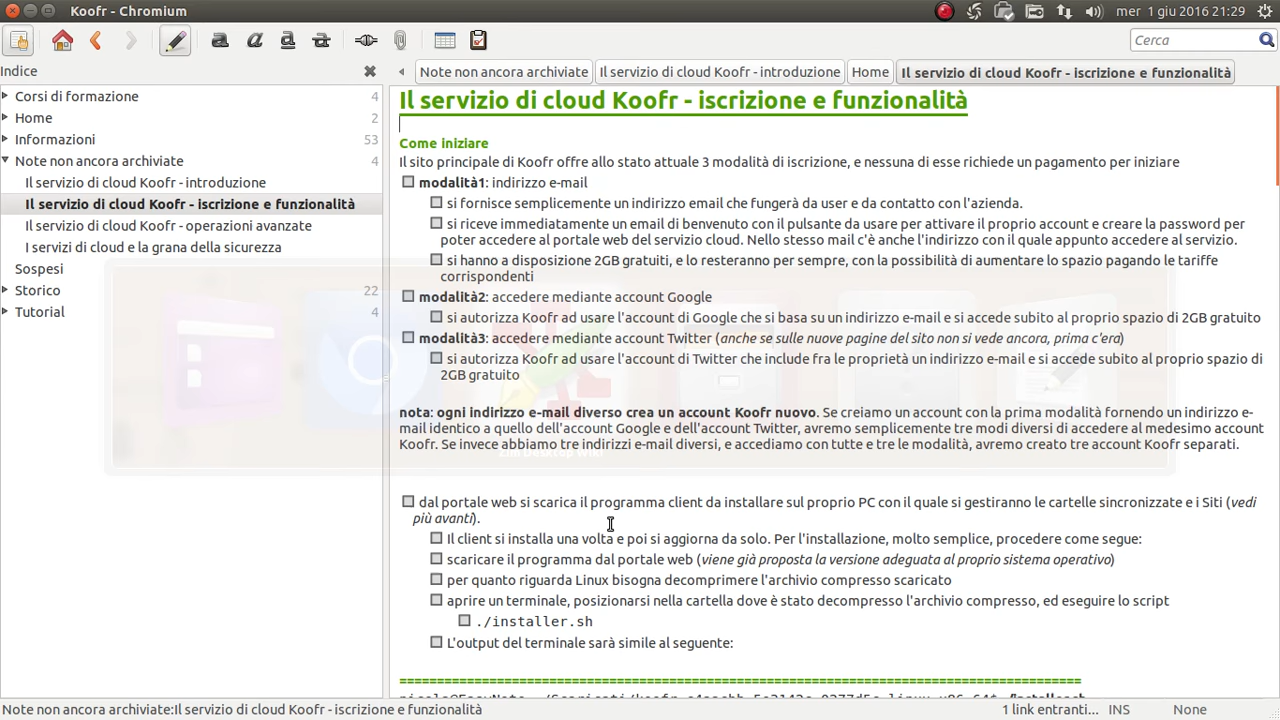 Koofr - Chromium
mer 1 giu 2016 21:29
Cerca
Indice
Note non ancora archiviate
Il servizio di cloud Koofr - introduzione
Home
Il servizio di cloud Koofr - iscrizione e funzionalità
Corsi di formazione 4
Home 2
Informazioni 53
Note non ancora archiviate 4
Il servizio di cloud Koofr - introduzione
Il servizio di cloud Koofr - iscrizione e funzionalità
Il servizio di cloud Koofr - operazioni avanzate
I servizi di cloud e la grana della sicurezza
Sospesi
Storico 22
Tutorial 4
Il servizio di cloud Koofr - iscrizione e funzionalità
Come iniziare
Il sito principale di Koofr offre allo stato attuale 3 modalità di iscrizione, e nessuna di esse richiede un pagamento per iniziare
modalità1: indirizzo e-mail
si fornisce semplicemente un indirizzo email che fungerà da user e da contatto con l'azienda.
si riceve immediatamente un email di benvenuto con il pulsante da usare per attivare il proprio account e creare la password per
poter accedere al portale web del servizio cloud. Nello stesso mail c'è anche l'indirizzo con il quale appunto accedere al servizio.
si hanno a disposizione 2GB gratuiti, e lo resteranno per sempre, con la possibilità di aumentare lo spazio pagando le tariffe
corrispondenti
modalità2: accedere mediante account Google
si autorizza Koofr ad usare l'account di Google che si basa su un indirizzo e-mail e si accede subito al proprio spazio di 2GB gratuito
modalità3: accedere mediante account Twitter (anche se sulle nuove pagine del sito non si vede ancora, prima c'era)
si autorizza Koofr ad usare l'account di Twitter che include fra le proprietà un indirizzo e-mail e si accede subito al proprio spazio di
2GB gratuito
nota: ogni indirizzo e-mail diverso crea un account Koofr nuovo. Se creiamo un account con la prima modalità fornendo un indirizzo e-
mail identico a quello dell'account Google e dell'account Twitter, avremo semplicemente tre modi diversi di accedere al medesimo account
Koofr. Se invece abbiamo tre indirizzi e-mail diversi, e accediamo con tutte e tre le modalità, avremo creato tre account Koofr separati.
dal portale web si scarica il programma client da installare sul proprio PC con il quale si gestiranno le cartelle sincronizzate e i Siti (vedi
più avanti).
Il client si installa una volta e poi si aggiorna da solo. Per l'installazione, molto semplice, procedere come segue:
scaricare il programma dal portale web (viene già proposta la versione adeguata al proprio sistema operativo)
per quanto riguarda Linux bisogna decomprimere l'archivio compresso scaricato
aprire un terminale, posizionarsi nella cartella dove è stato decompresso l'archivio compresso, ed eseguire lo script
./installer.sh
L'output del terminale sarà simile al seguente:
Note non ancora archiviate:Il servizio di cloud Koofr - iscrizione e funzionalità
1 link entranti... INS None